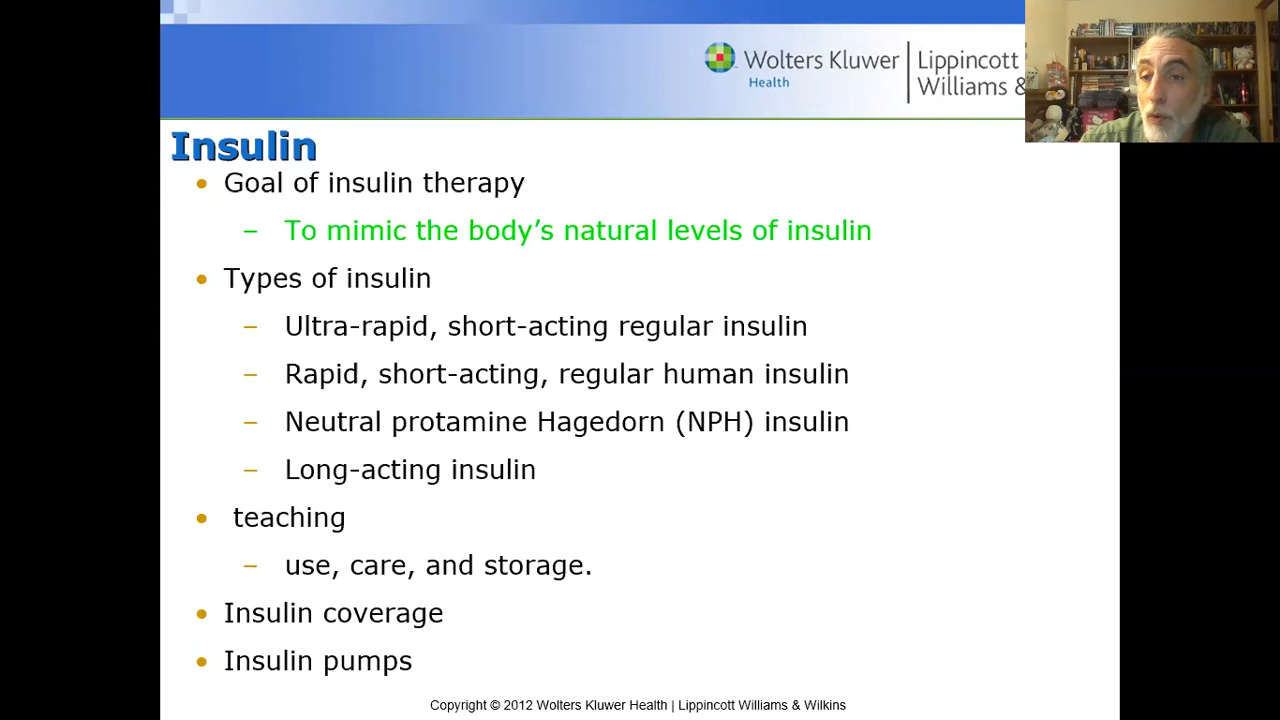 Wolters Kluwer
Health
Lippincott
Williams &
Insulin
• Goal of insulin therapy
– To mimic the body’s natural levels of insulin
• Types of insulin
– Ultra-rapid, short-acting regular insulin
– Rapid, short-acting, regular human insulin
– Neutral protamine Hagedorn (NPH) insulin
– Long-acting insulin
• teaching
– use, care, and storage.
• Insulin coverage
• Insulin pumps
Copyright © 2012 Wolters Kluwer Health | Lippincott Williams & Wilkins